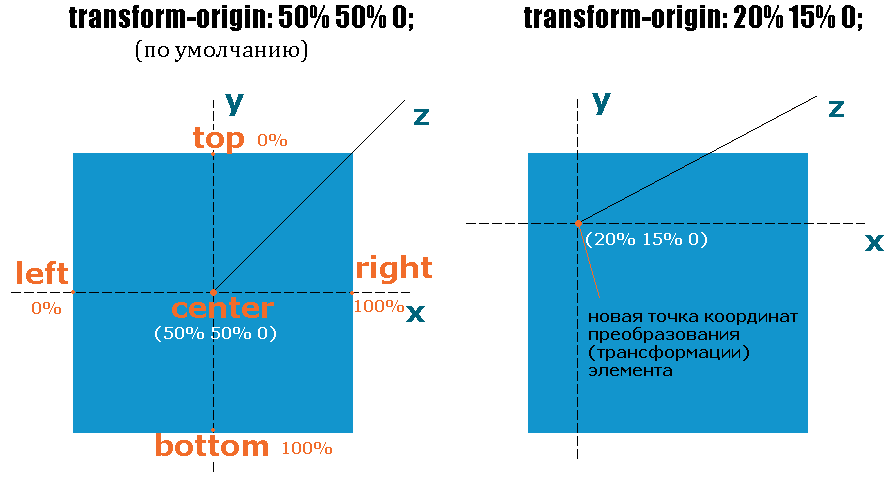 transform-origin: 50% 50% 0;
(по умолчанию)
y
z
top 0%
left
right
0%
center
100%
x
(50% 50% 0)
bottom 100%
transform-origin: 20% 15% 0;
y
z
(20% 15% 0)
x
новая точка координат
преобразования
(трансформации)
элемента